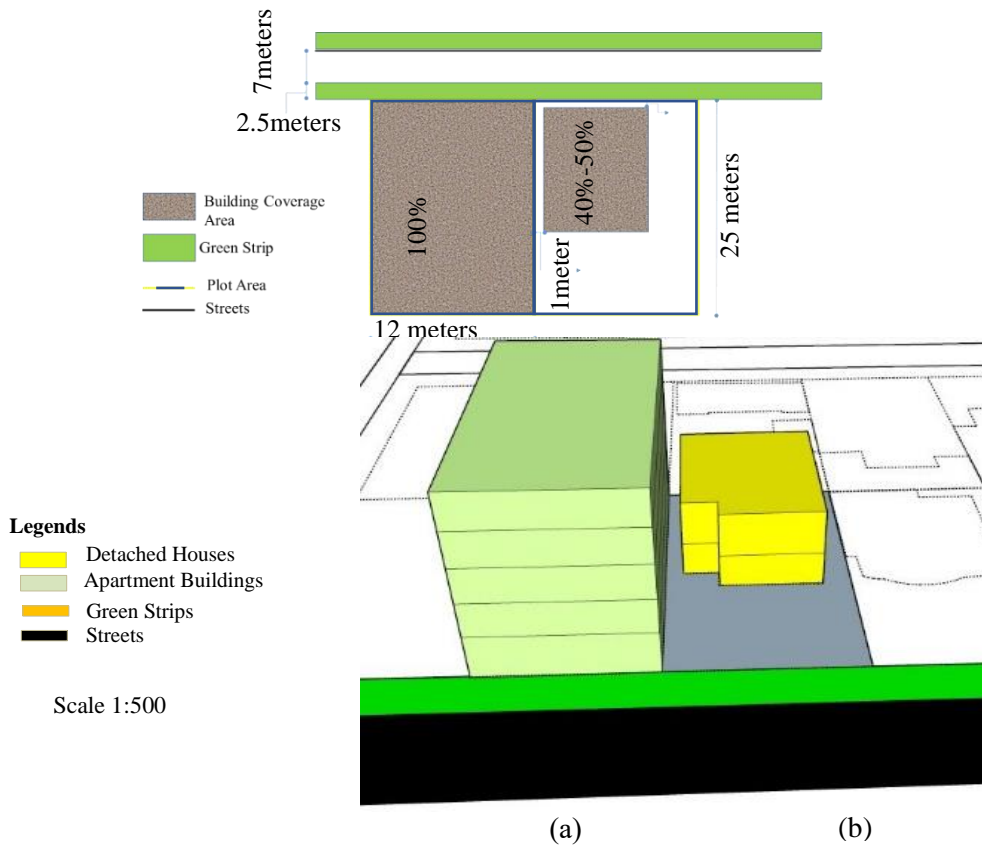 7meters
2.5meters
Building Coverage
Area
Green Strip
Plot Area
Streets
100%
40%-50%
1meter
25 meters
12 meters
Legends
Detached Houses
Apartment Buildings
Green Strips
Streets
Scale 1:500
(a)
(b)